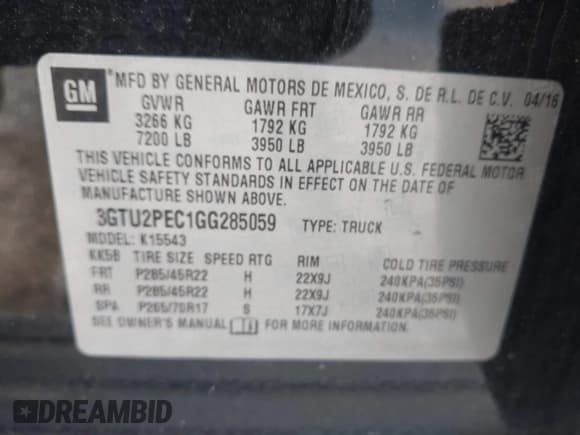 GM
®
MFD BY GENERAL MOTORS DE MEXICO, S. DE R.L. DE C.V. 04/16
GVWR GAWR FRT GAWR RR
3266 KG 1792 KG 1792 KG
7200 LB 3950 LB 3950 LB
THIS VEHICLE CONFORMS TO ALL APPLICABLE U.S. FEDERAL MOTOR
VEHICLE SAFETY STANDARDS IN EFFECT ON THE DATE OF
MANUFACTURE SHOWN ABOVE.
3GTU2PEC1GG285059 TYPE: TRUCK
MODEL: K15543
KK5B TIRE SIZE SPEED RTG RIM COLD TIRE PRESSURE
FRT P285/45R22 H 22X9J 240KPA(35PSI)
RR P285/45R22 H 22X9J 240KPA(35PSI)
SPA P265/70R17 S 17X7J 240KPA(35PSI)
SEE OWNER'S MANUAL FOR MORE INFORMATION.
DREAMBID